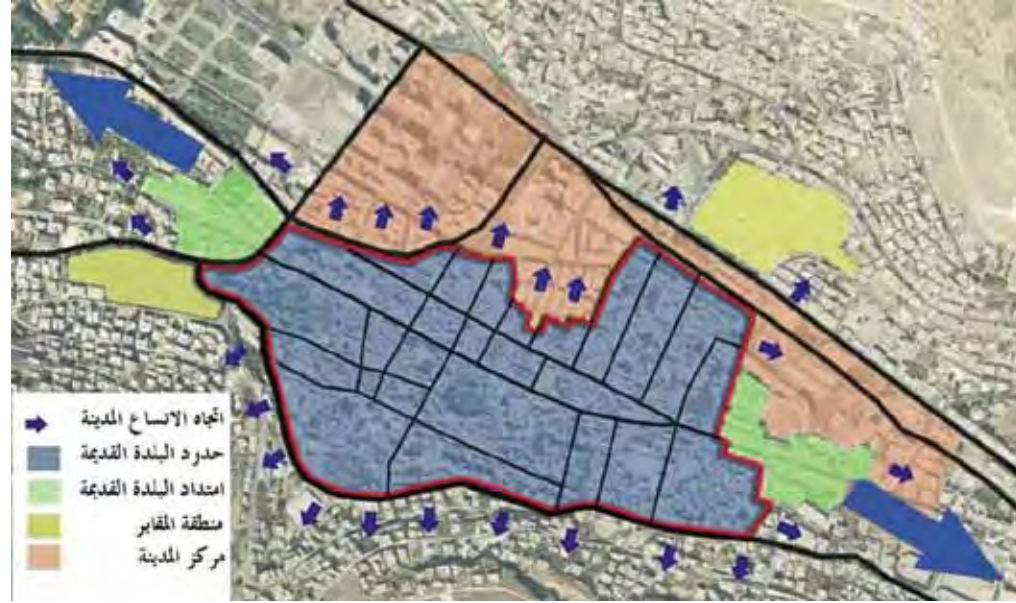 اتجاه الاتساع المدينة
حدود البلدة القديمة
امتداد البلدة القديمة
منطقة المقابر
مركز المدينة